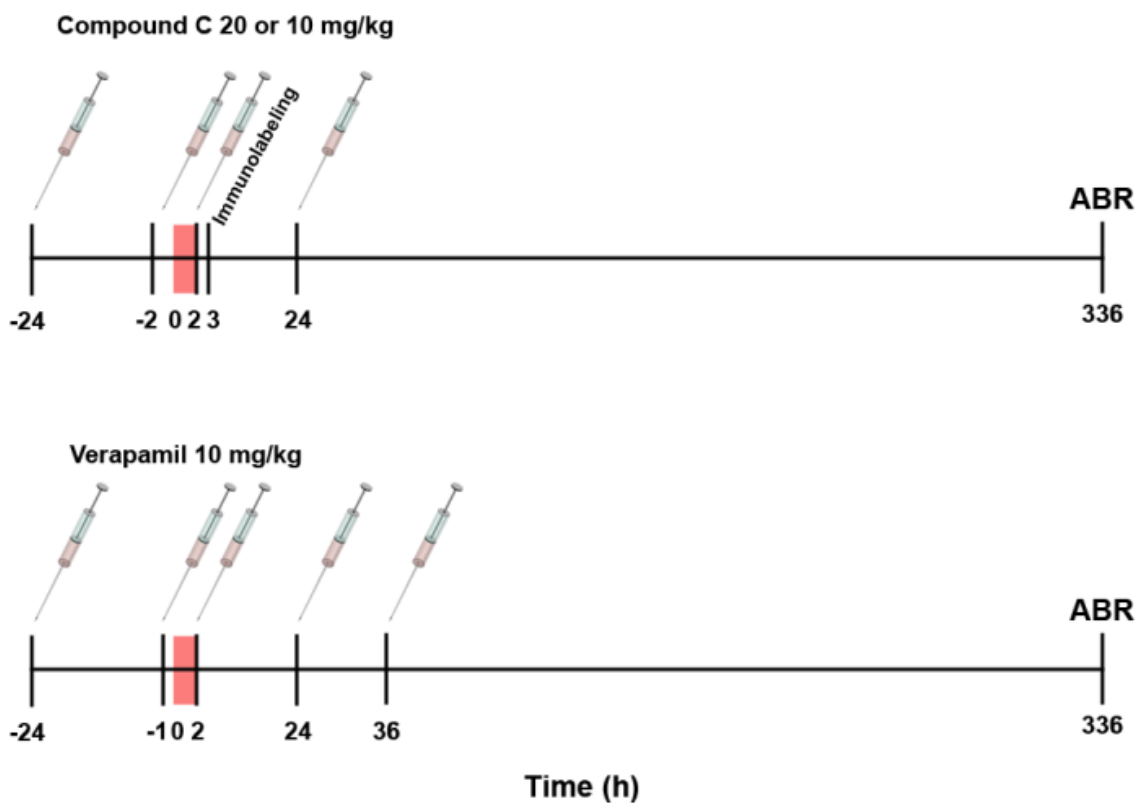 Compound C 20 or 10 mg/kg
Immunolabeling
ABR
-24 -2 0 2 3 24 336
Verapamil 10 mg/kg
ABR
-24 -1 0 2 24 36 336
Time (h)